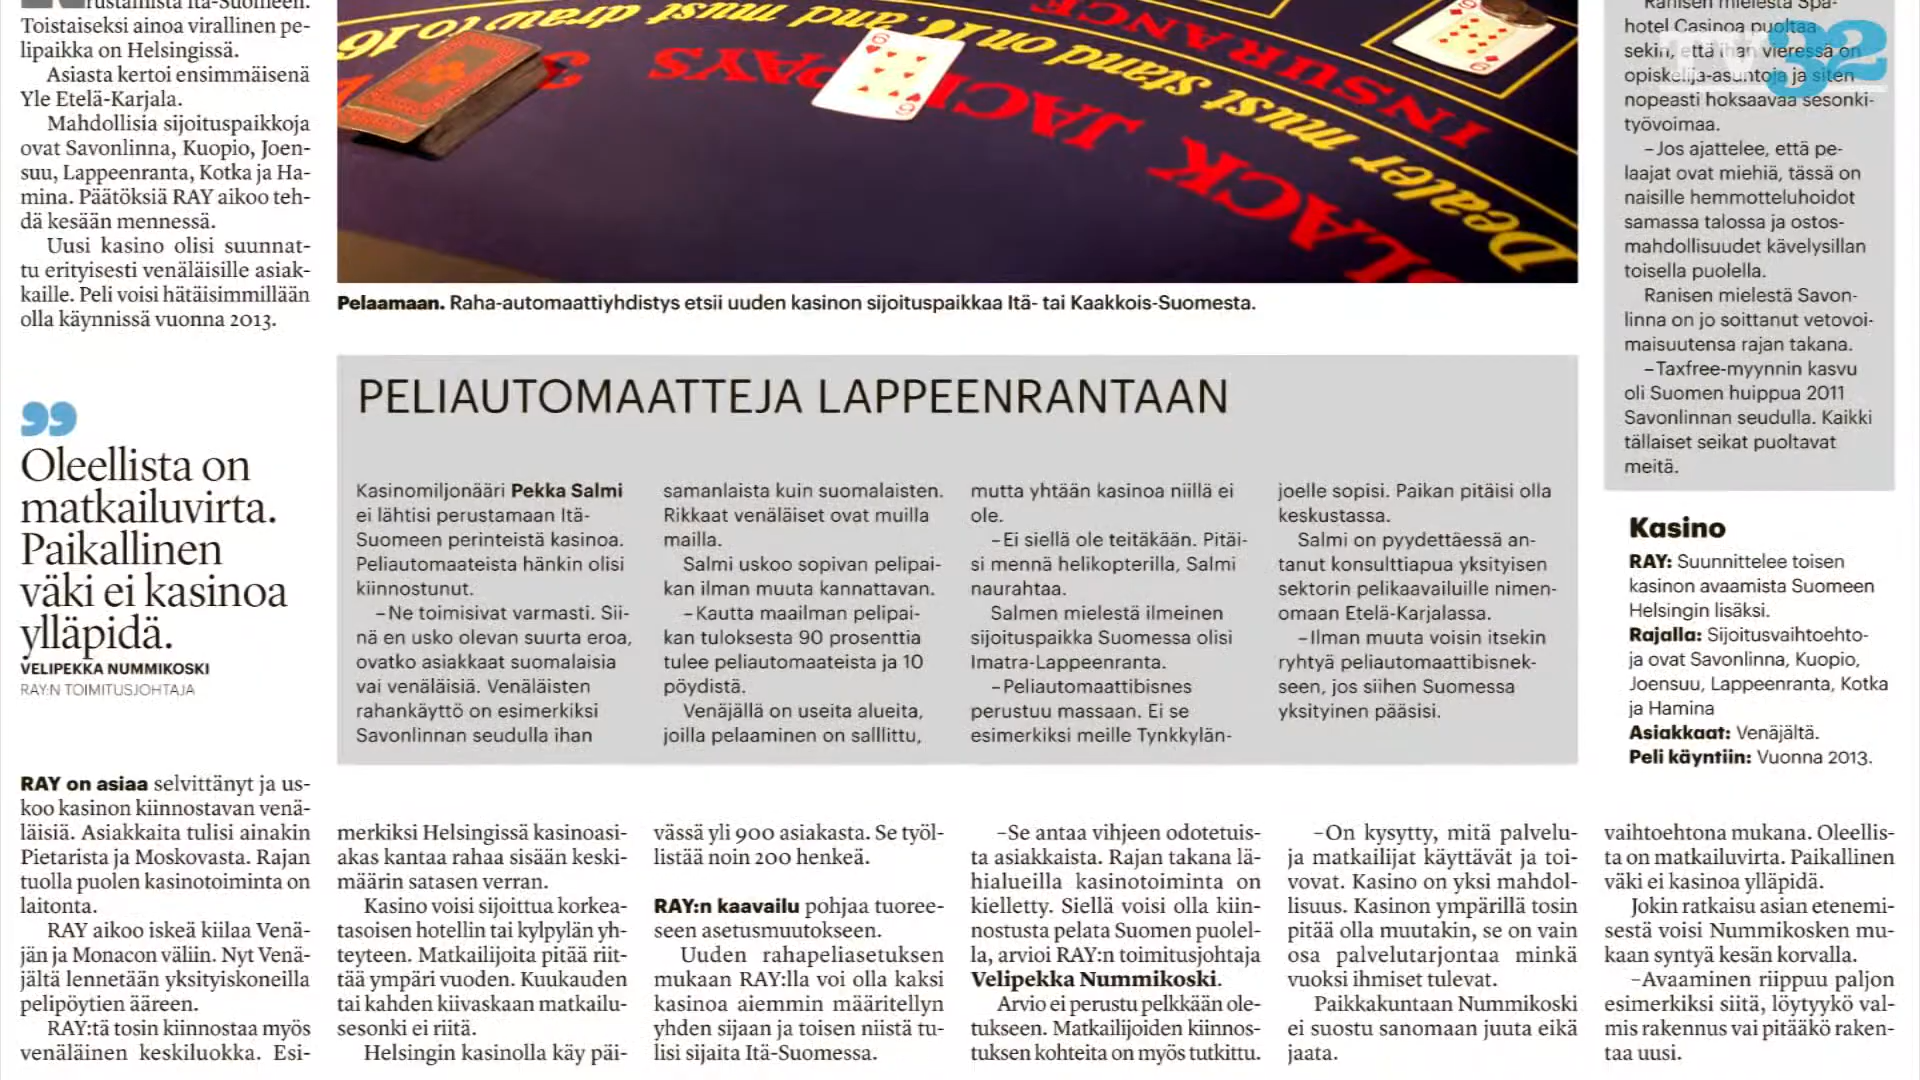 rustamista Itä-Suomeen.
Toistaiseksi ainoa virallinen pe-
lipaikka on Helsingissä.
Asiasta kertoi ensimmäisenä
Yle Etelä-Karjala.
Mahdollisia sijoituspaikkoja
ovat Savonlinna, Kuopio, Joen-
suu, Lappeenranta, Kotka ja Ha-
mina. Päätöksiä RAY aikoo teh-
dä kesään mennessä.
Uusi kasino olisi suunnat-
tu erityisesti venäläisille asiak-
kaille. Peli voisi hätäisimmillään
olla käynnissä vuonna 2013.
Oleellista on
matkailuvirta.
Paikallinen
väki ei kasinoa
ylläpidä.
VELIPEKKA NUMMIKOSKI
RAY:N TOIMITUSJOHTAJA
RAY on asiaa selvittänyt ja us-
koo kasinon kiinnostavan venä-
läisiä. Asiakkaita tulisi ainakin
Pietarista ja Moskovasta. Rajan
tuolla puolen kasinotoiminta on
laitonta.
RAY aikoo iskeä kiilaa Venä-
jän ja Monacon väliin. Nyt Venä-
jältä lennetään yksityiskoneilla
pelipöytien ääreen.
RAY:tä tosin kiinnostaa myös
venäläinen keskiluokka. Esi-
BLACK JACK PAYS 3
Dealer must stand on 17 and must draw to 16
INSURANCE
6
9
Pelaamaan. Raha-automaattiyhdistys etsii uuden kasinon sijoituspaikkaa Itä- tai Kaakkois-Suomesta.
PELIAUTOMAATTEJA LAPPEENRANTAAN
Kasinomiljonääri Pekka Salmi
ei lähtisi perustamaan Itä-
Suomeen perinteistä kasinoa.
Peliautomaateista hänkin olisi
kiinnostunut.
– Ne toimisivat varmasti. Sii-
nä en usko olevan suurta eroa,
ovatko asiakkaat suomalaisia
vai venäläisiä. Venäläisten
rahankäyttö on esimerkiksi
Savonlinnan seudulla ihan
samanlaista kuin suomalaisten.
Rikkaat venäläiset ovat muilla
mailla.
Salmi uskoo sopivan pelipai-
kan ilman muuta kannattavan.
– Kautta maailman pelipai-
kan tuloksesta 90 prosenttia
tulee peliautomaateista ja 10
pöydistä.
Venäjällä on useita alueita,
joilla pelaaminen on salllittu,
mutta yhtään kasinoa niillä ei
ole.
– Ei siellä ole teitäkään. Pitäi-
si mennä helikopterilla, Salmi
naurahtaa.
Salmen mielestä ilmeinen
sijoituspaikka Suomessa olisi
Imatra-Lappeenranta.
– Peliautomaattibisnes
perustuu massaan. Ei se
esimerkiksi meille Tynkkylän-
joelle sopisi. Paikan pitäisi olla
keskustassa.
Salmi on pyydettäessä an-
tanut konsulttiapua yksityisen
sektorin pelikaavailuille nimen-
omaan Etelä-Karjalassa.
– Ilman muuta voisin itsekin
ryhtyä peliautomaattibisnek-
seen, jos siihen Suomessa
yksityinen pääsisi.
merkiksi Helsingissä kasinoasi-
akas kantaa rahaa sisään keski-
määrin satasen verran.
Kasino voisi sijoittua korkea-
tasoisen hotellin tai kylpylän yh-
teyteen. Matkailijoita pitää riit-
tää ympäri vuoden. Kuukauden
tai kahden kiivaskaan matkailu-
sesonki ei riitä.
Helsingin kasinolla käy päi-
vässä yli 900 asiakasta. Se työl-
listää noin 200 henkeä.
RAY:n kaavailu pohjaa tuoree-
seen asetusmuutokseen.
Uuden rahapeliasetuksen
mukaan RAY:lla voi olla kaksi
kasinoa aiemmin määritellyn
yhden sijaan ja toisen niistä tu-
lisi sijaita Itä-Suomessa.
–Se antaa vihjeen odotetuis-
ta asiakkaista. Rajan takana lä-
hialueilla kasinotoiminta on
kielletty. Siellä voisi olla kiin-
nostusta pelata Suomen puolel-
la, arvioi RAY:n toimitusjohtaja
Velipekka Nummikoski.
Arvio ei perustu pelkkään ole-
tukseen. Matkailijoiden kiinnos-
tuksen kohteita on myös tutkittu.
–On kysytty, mitä palvelu-
ja matkailijat käyttävät ja toi-
vovat. Kasino on yksi mahdol-
lisuus. Kasinon ympärillä tosin
pitää olla muutakin, se on vain
osa palvelutarjontaa minkä
vuoksi ihmiset tulevat.
Paikkakuntaan Nummikoski
ei suostu sanomaan juuta eikä
jaata.
vaihtoehtona mukana. Oleellis-
ta on matkailuvirta. Paikallinen
väki ei kasinoa ylläpidä.
Jokin ratkaisu asian etenemi-
sestä voisi Nummikosken mu-
kaan syntyä kesän korvalla.
–Avaaminen riippuu paljon
esimerkiksi siitä, löytyykö val-
mis rakennus vai pitääkö raken-
taa uusi.
Ranisen mielestä Spa-
hotel Casinoa puoltaa
sekin, että ihan vieressä on
opiskelija-asuntoja ja siten
nopeasti hoksaavaa sesonki-
työvoimaa.
– Jos ajattelee, että pe-
laajat ovat miehiä, tässä on
naisille hemmotteluhoidot
samassa talossa ja ostos-
mahdollisuudet kävelysillan
toisella puolella.
Ranisen mielestä Savon-
linna on jo soittanut vetovoi-
maisuutensa rajan takana.
– Taxfree-myynnin kasvu
oli Suomen huippua 2011
Savonlinnan seudulla. Kaikki
tällaiset seikat puoltavat
meitä.
Kasino
RAY: Suunnittelee toisen
kasinon avaamista Suomeen
Helsingin lisäksi.
Rajalla: Sijoitusvaihtoehto-
ja ovat Savonlinna, Kuopio,
Joensuu, Lappeenranta, Kotka
ja Hamina
Asiakkaat: Venäjältä.
Peli käyntiin: Vuonna 2013.
TV32